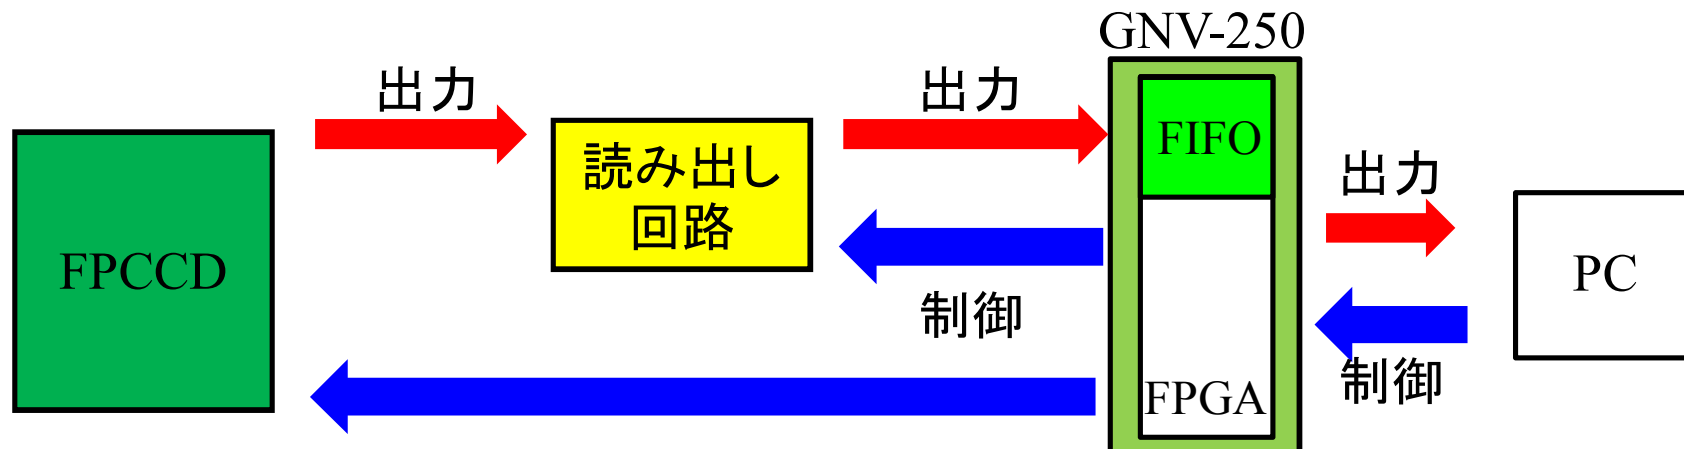 GNV-250
出力
出力
FIFO
読み出し
回路
出力
FPCCD
PC
制御
制御
FPGA